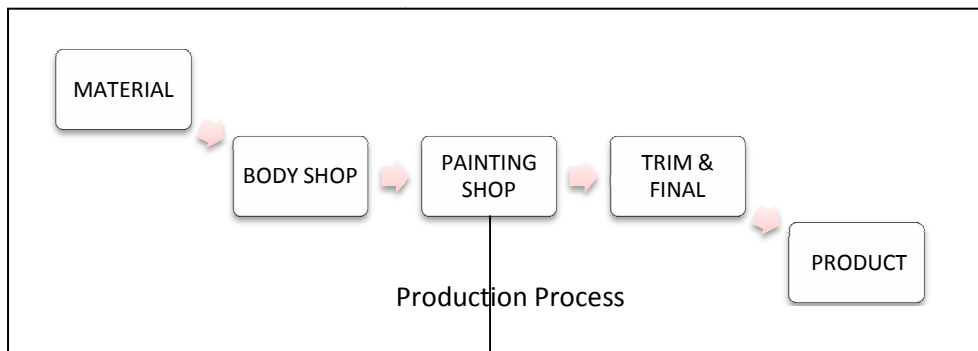 MATERIAL
BODY SHOP
PAINTING
SHOP
TRIM &
FINAL
PRODUCT
Production Process